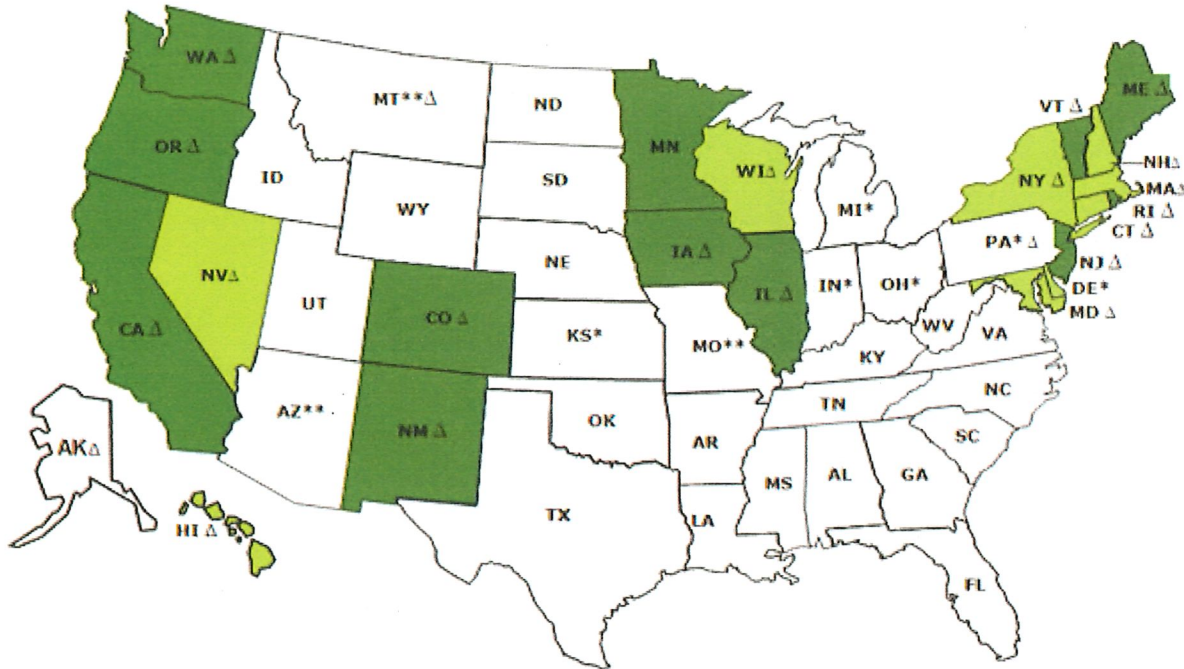 WA Δ
MT**Δ
ND
MN
ME Δ
VT Δ
OR Δ
ID
WY
SD
WIΔ
MI*
NY Δ
NHΔ
MAΔ
RI Δ
CT Δ
NVΔ
UT
CO Δ
NE
IA Δ
IL Δ
IN*
OH*
PA* Δ
NJ Δ
DE*
MD Δ
CA Δ
KS*
MO**
KY
WV
VA
AZ**
NM Δ
OK
AR
TN
NC
SC
AKΔ
HI Δ
TX
LA
MS
AL
GA
FL